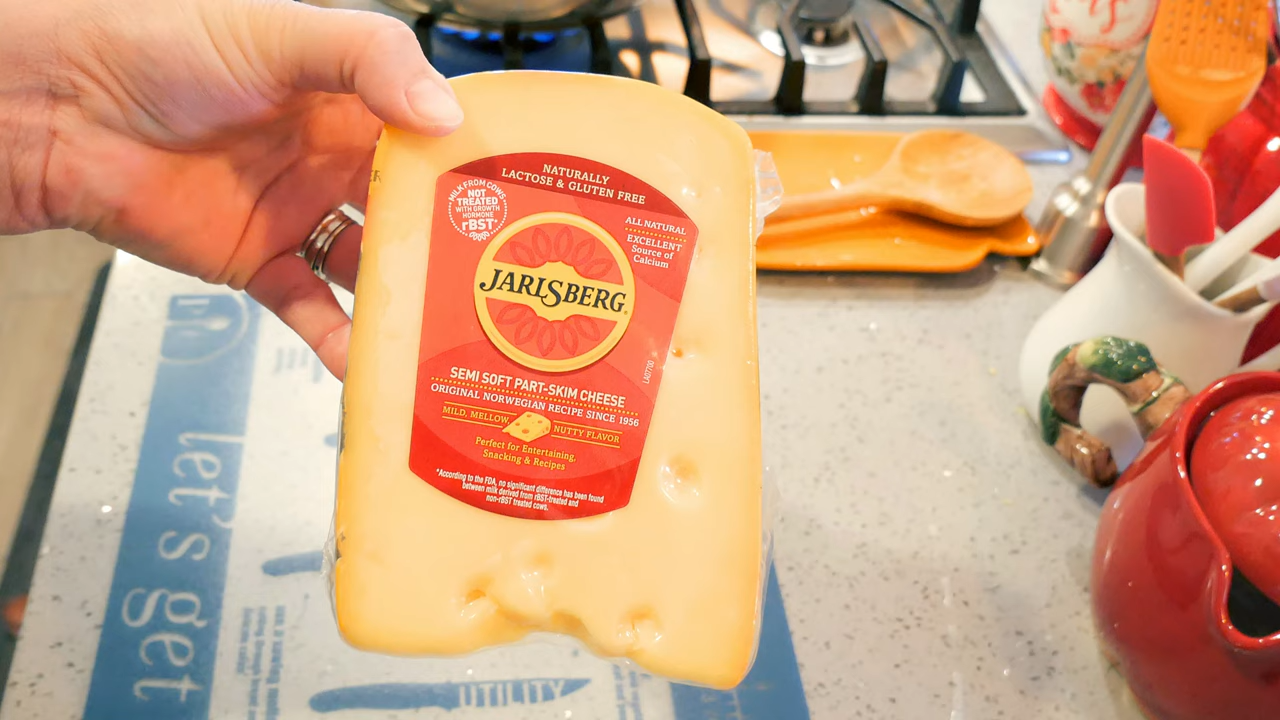 NATURALLY
LACTOSE & GLUTEN FREE
MILK FROM COWS
NOT
TREATED
WITH GROWTH
HORMONE
rBST*
ALL NATURAL
EXCELLENT
Source of
Calcium
JARLSBERG®
SEMI SOFT PART-SKIM CHEESE
ORIGINAL NORWEGIAN RECIPE SINCE 1956
MILD, MELLOW, NUTTY FLAVOR
Perfect for Entertaining,
Snacking & Recipes
*According to the FDA, no significant difference has been found
between milk derived from rBST-treated and
non-rBST treated cows.
let's get
UTILITY